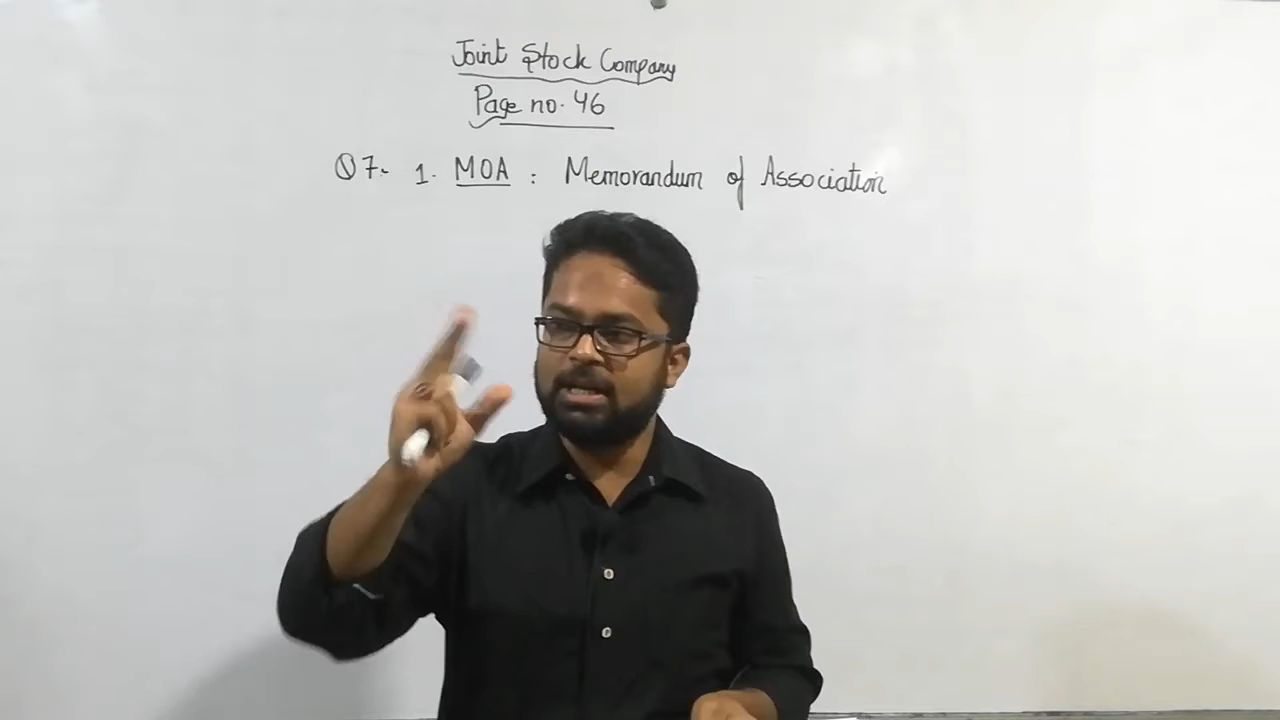 Joint Stock Company
Page no. 46
Q7. 1. MOA : Memorandum of Association